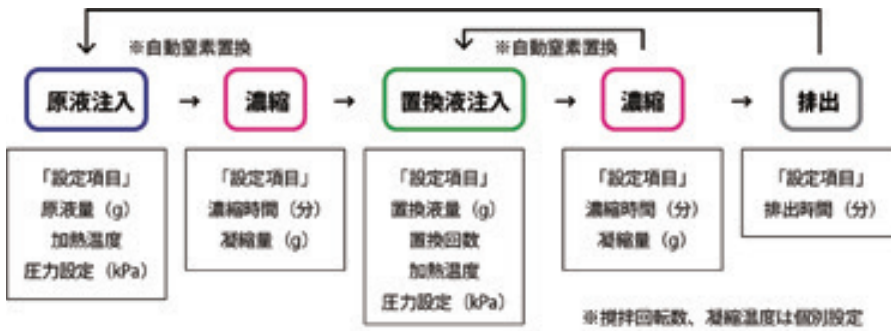 ※自動窒素置換
※自動窒素置換
原液注入 → 濃縮 → 置換液注入 → 濃縮 → 排出
「設定項目」
原液量（g）
加熱温度
圧力設定（kPa）
「設定項目」
濃縮時間（分）
凝縮量（g）
「設定項目」
置換液量（g）
置換回数
加熱温度
圧力設定（kPa）
「設定項目」
濃縮時間（分）
凝縮量（g）
「設定項目」
排出時間（分）
※撹拌回転数、凝縮温度は個別設定